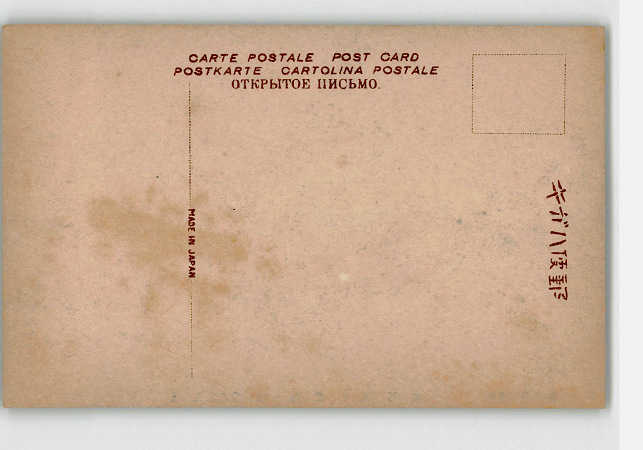 CARTE POSTALE POST CARD
POSTKARTE CARTOLINA POSTALE
ОТКРЫТОЕ ПИСЬМО.
MADE IN JAPAN
郵便ハガキ